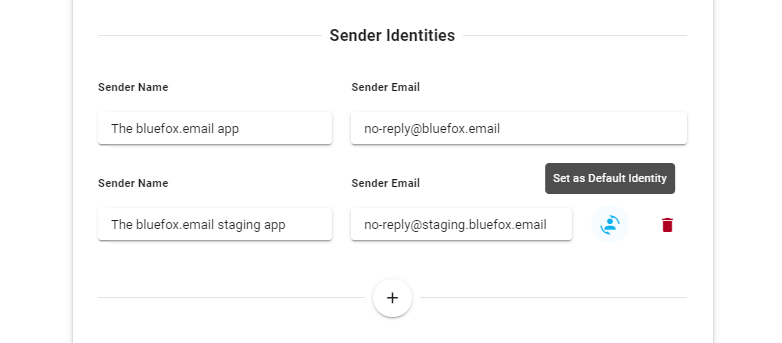 Sender Identities
Sender Name
Sender Email
The bluefox.email app
no-reply@bluefox.email
Set as Default Identity
Sender Name
Sender Email
The bluefox.email staging app
no-reply@staging.bluefox.email
+